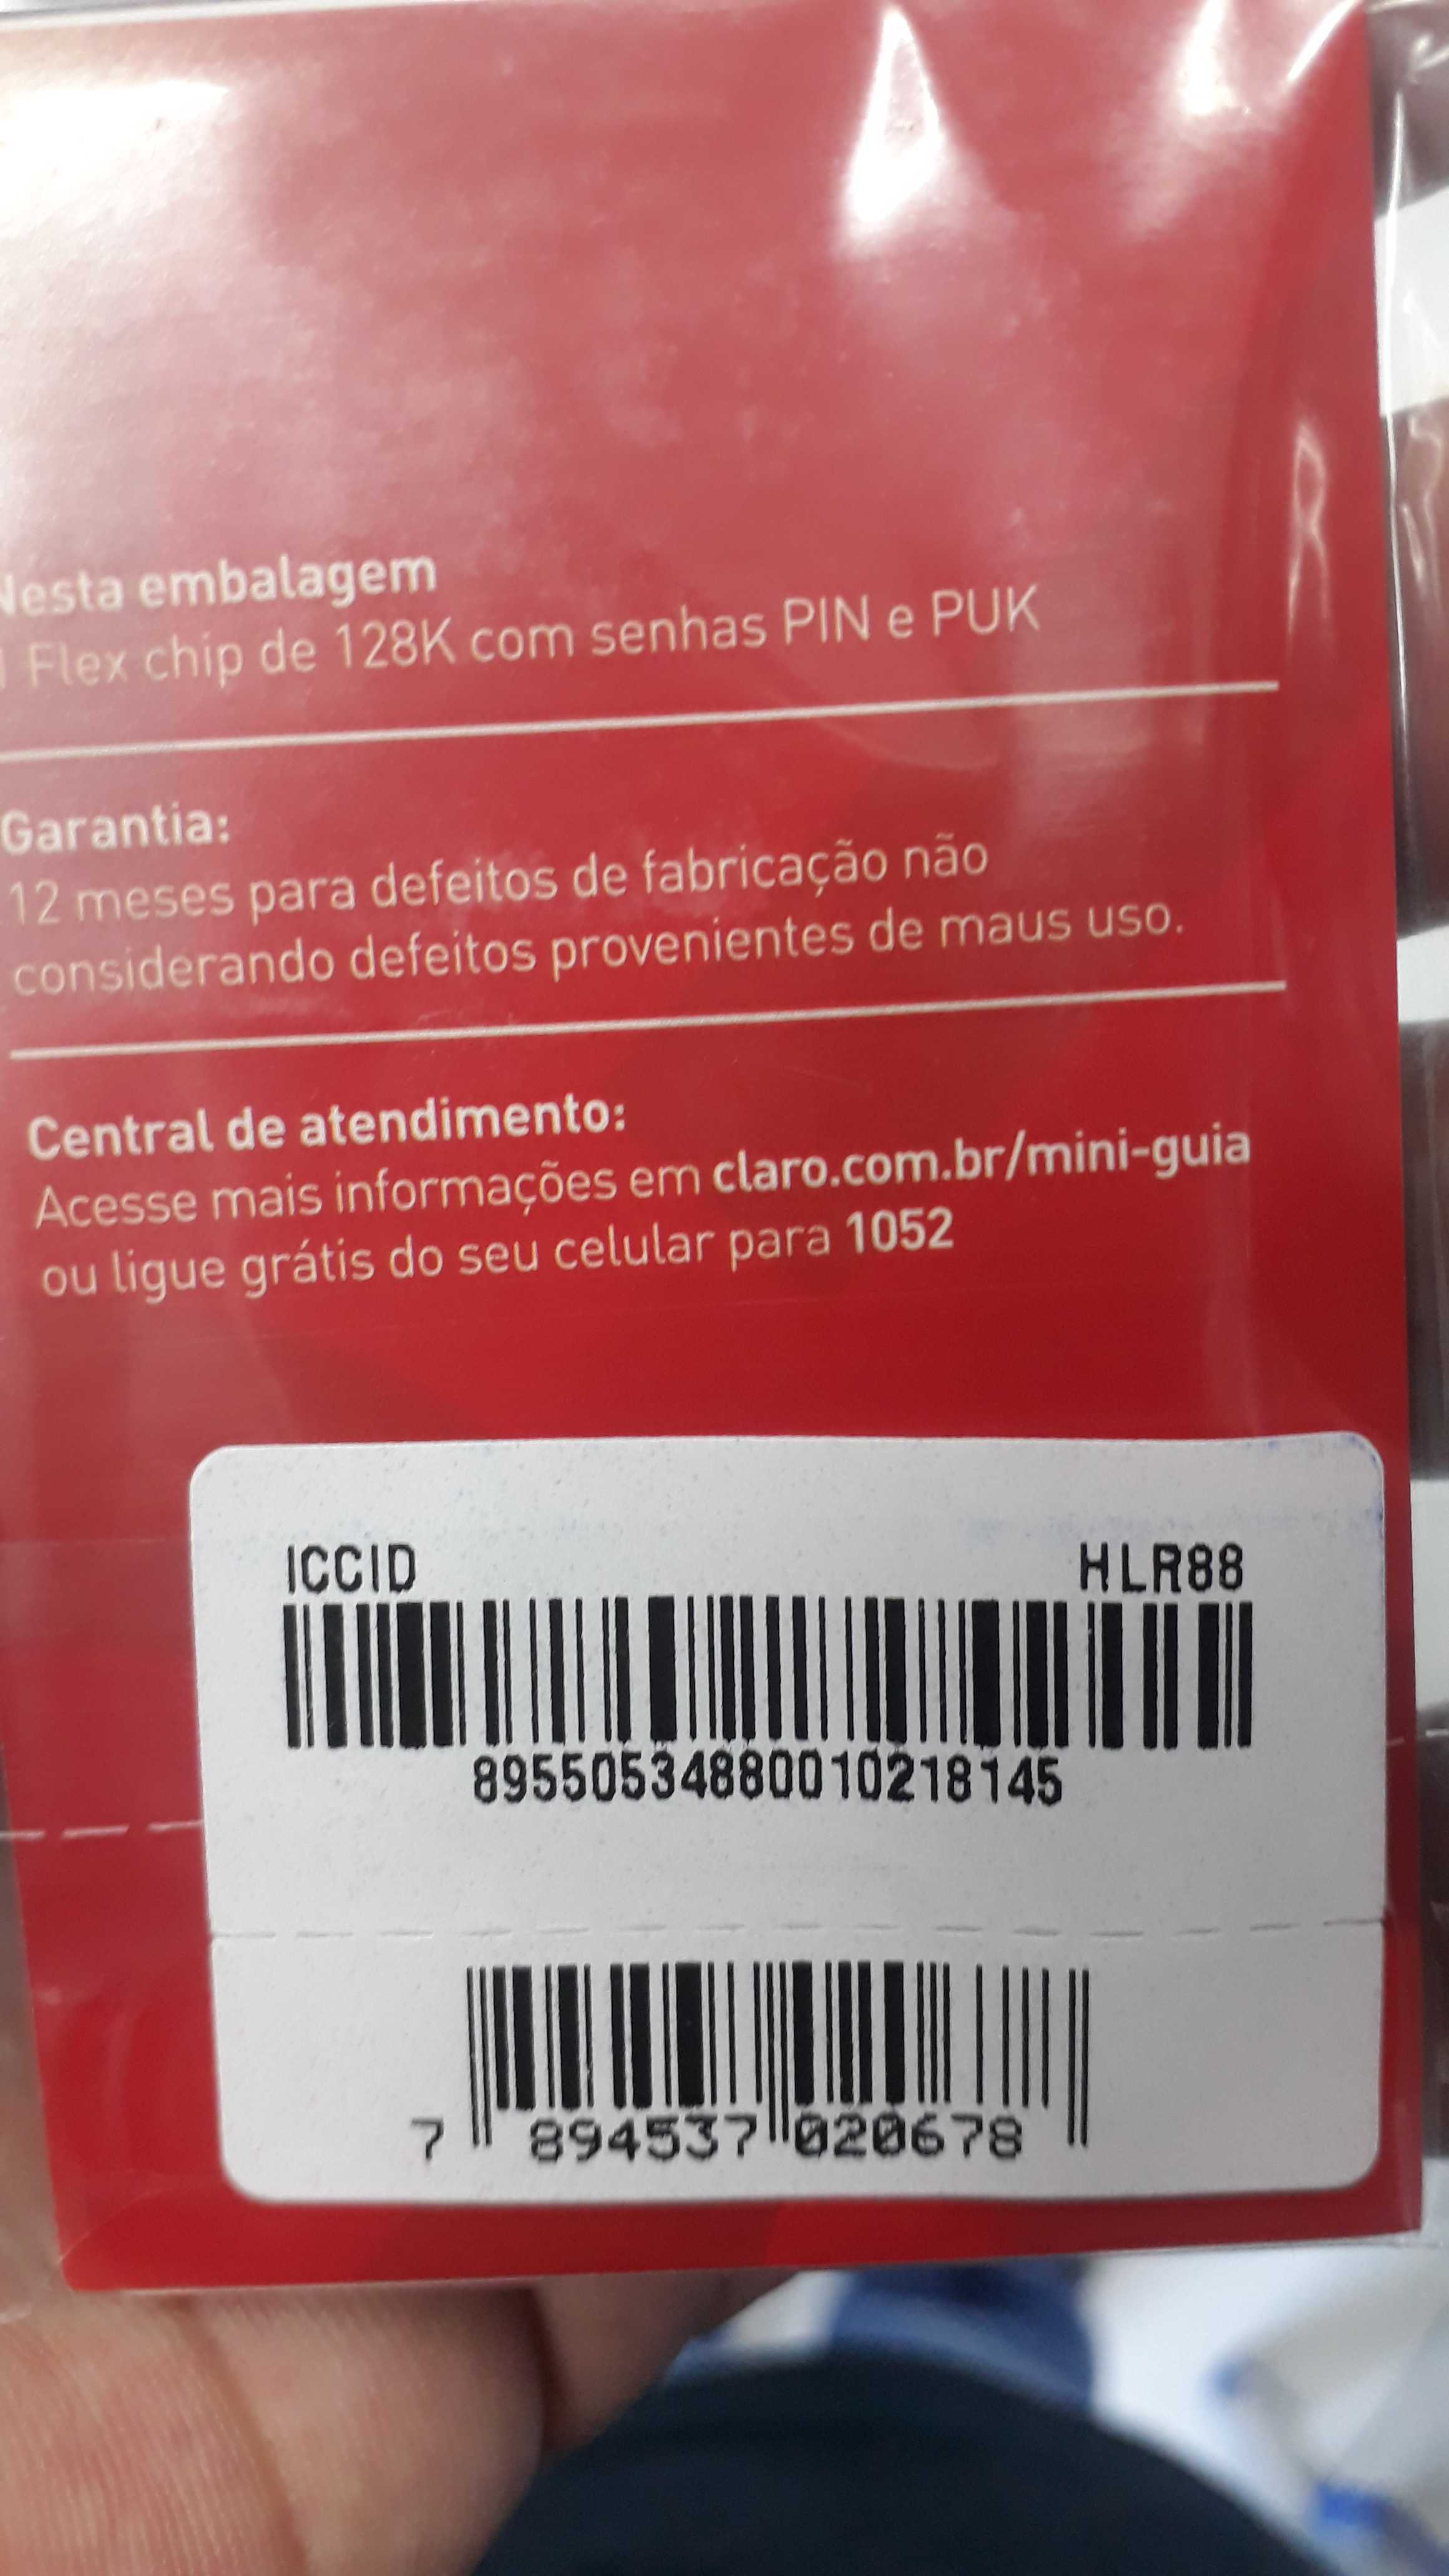 Nesta embalagem
1 Flex chip de 128K com senhas PIN e PUK
Garantia:
12 meses para defeitos de fabricação não
considerando defeitos provenientes de maus uso.
Central de atendimento:
Acesse mais informações em claro.com.br/mini-guia
ou ligue grátis do seu celular para 1052
ICCID HLR88
89550534880010218145
7 894537 020678